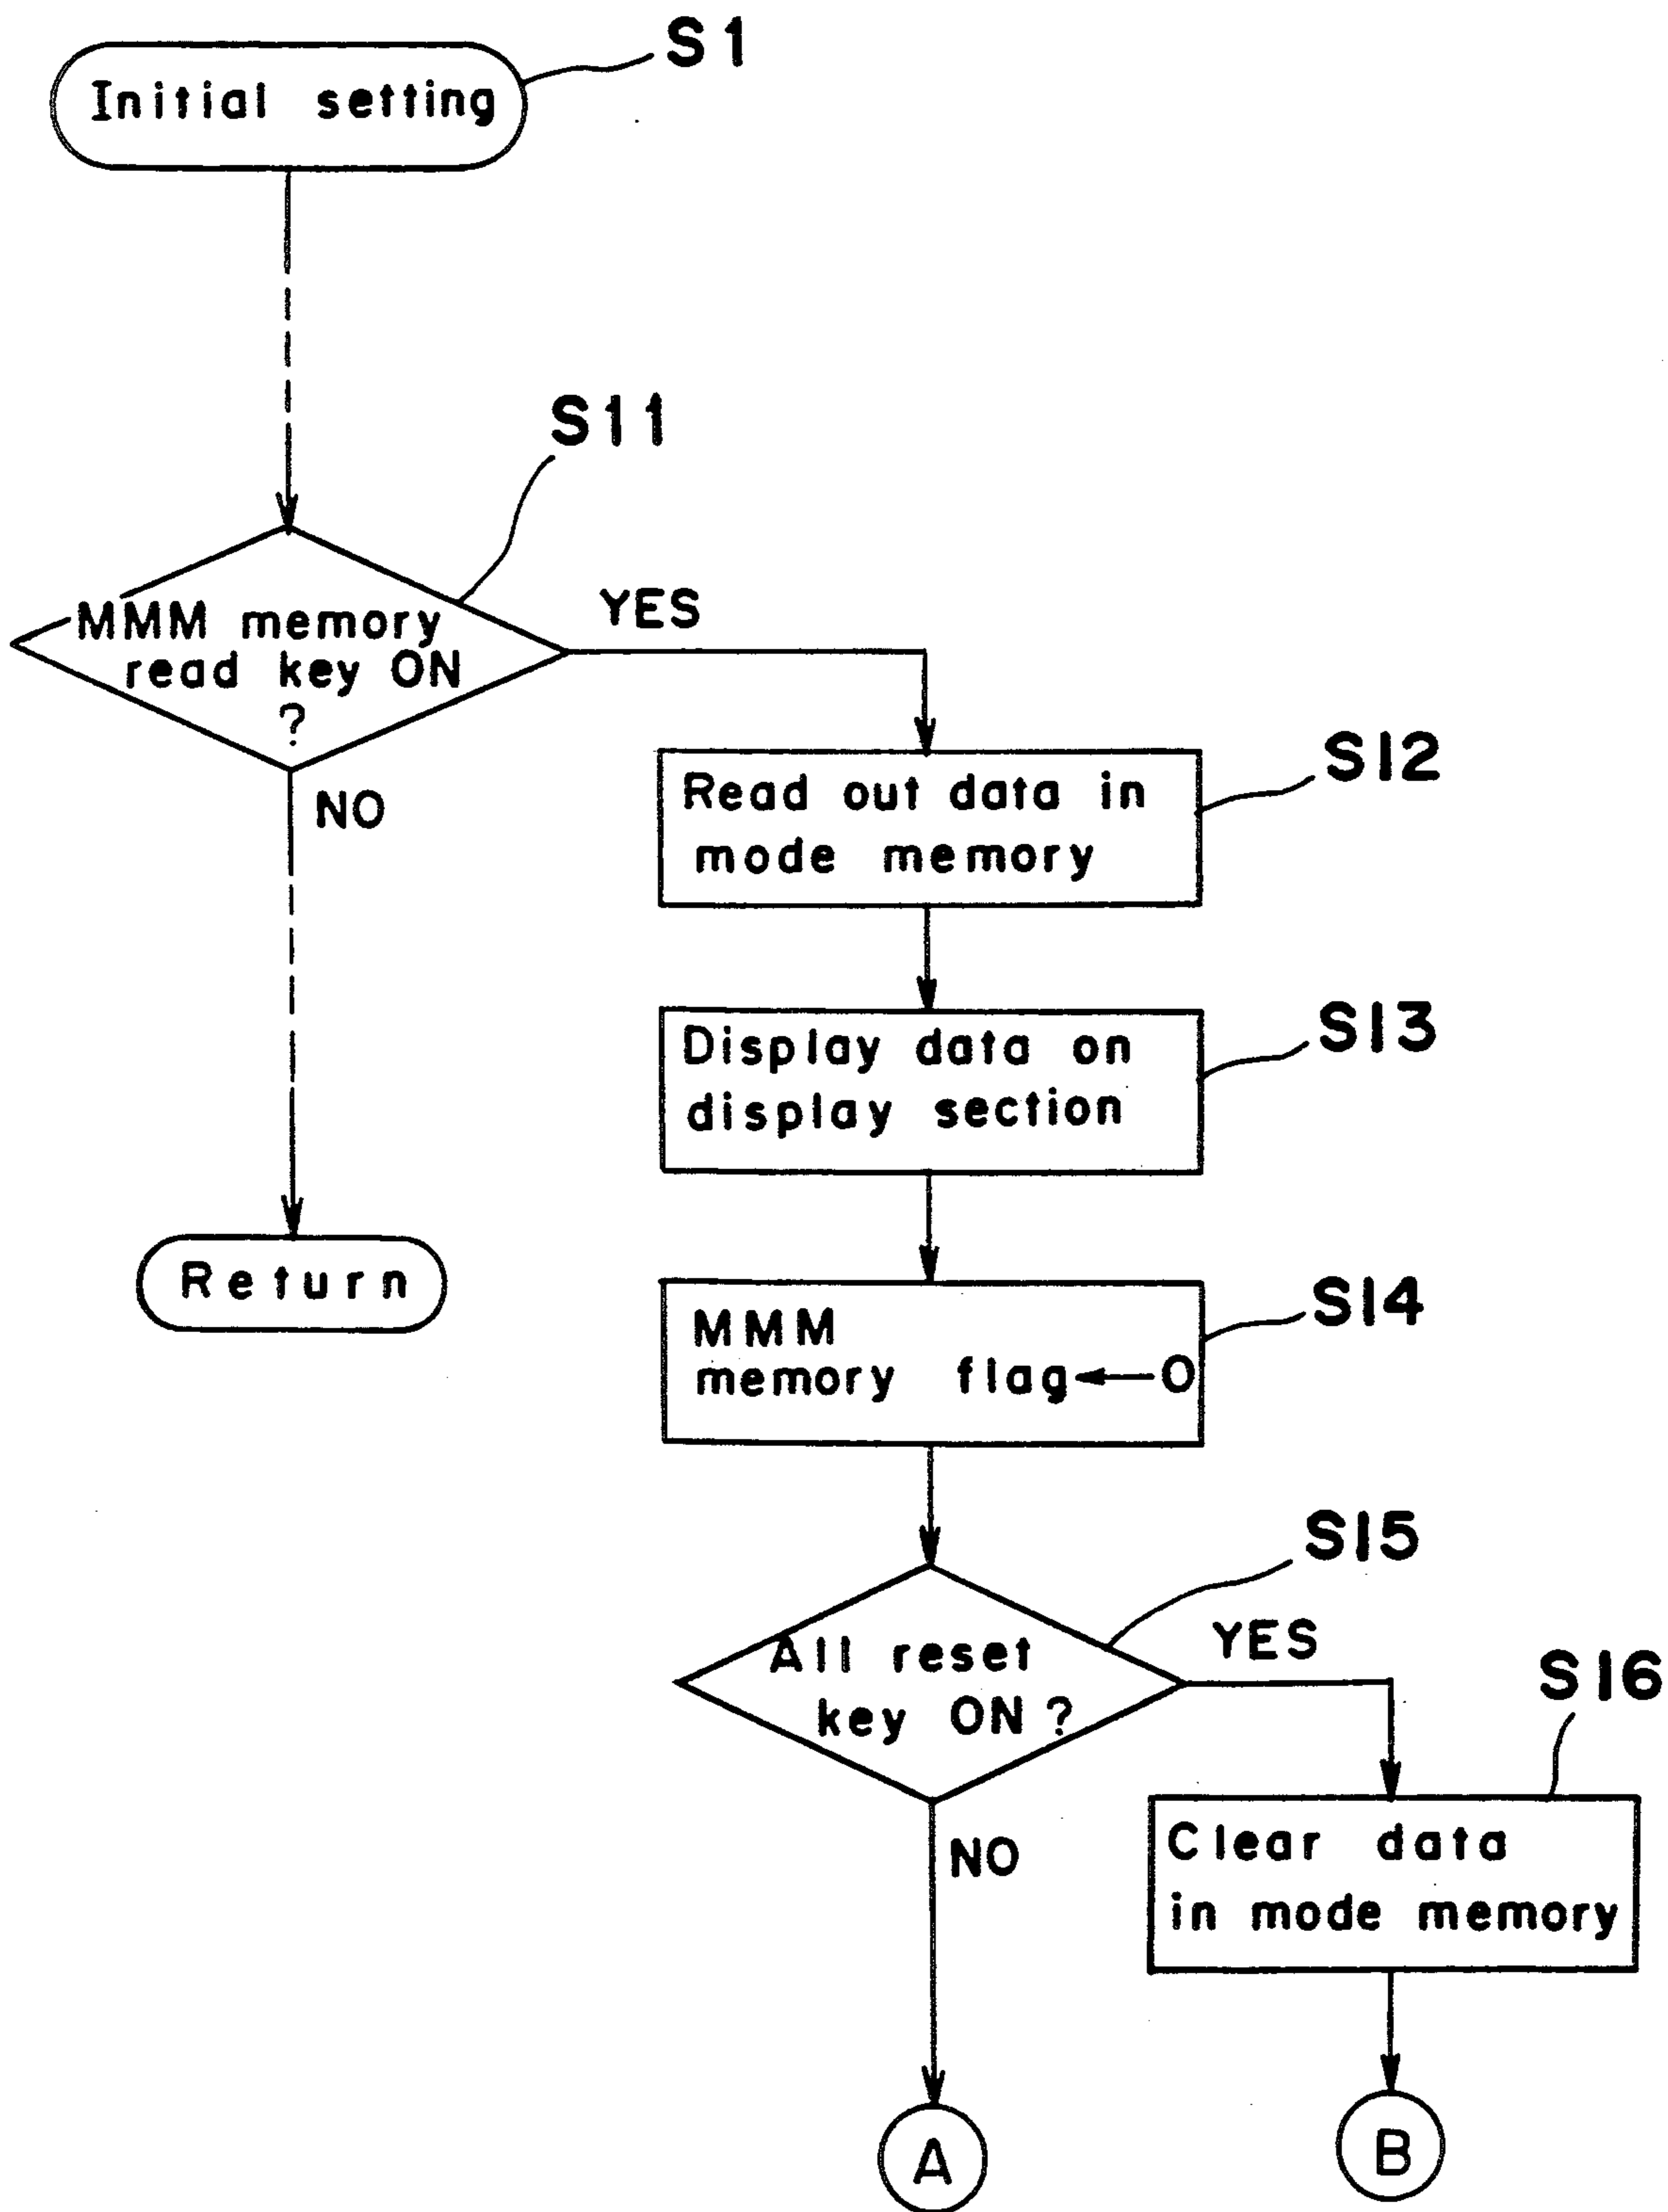 S1
Initial setting
S11
MMM memory
read key ON
?
YES
NO
S12
Read out data in
mode memory
S13
Display data on
display section
Return
S14
MMM
memory flag←0
S15
All reset
key ON ?
YES
NO
S16
Clear data
in mode memory
A
B